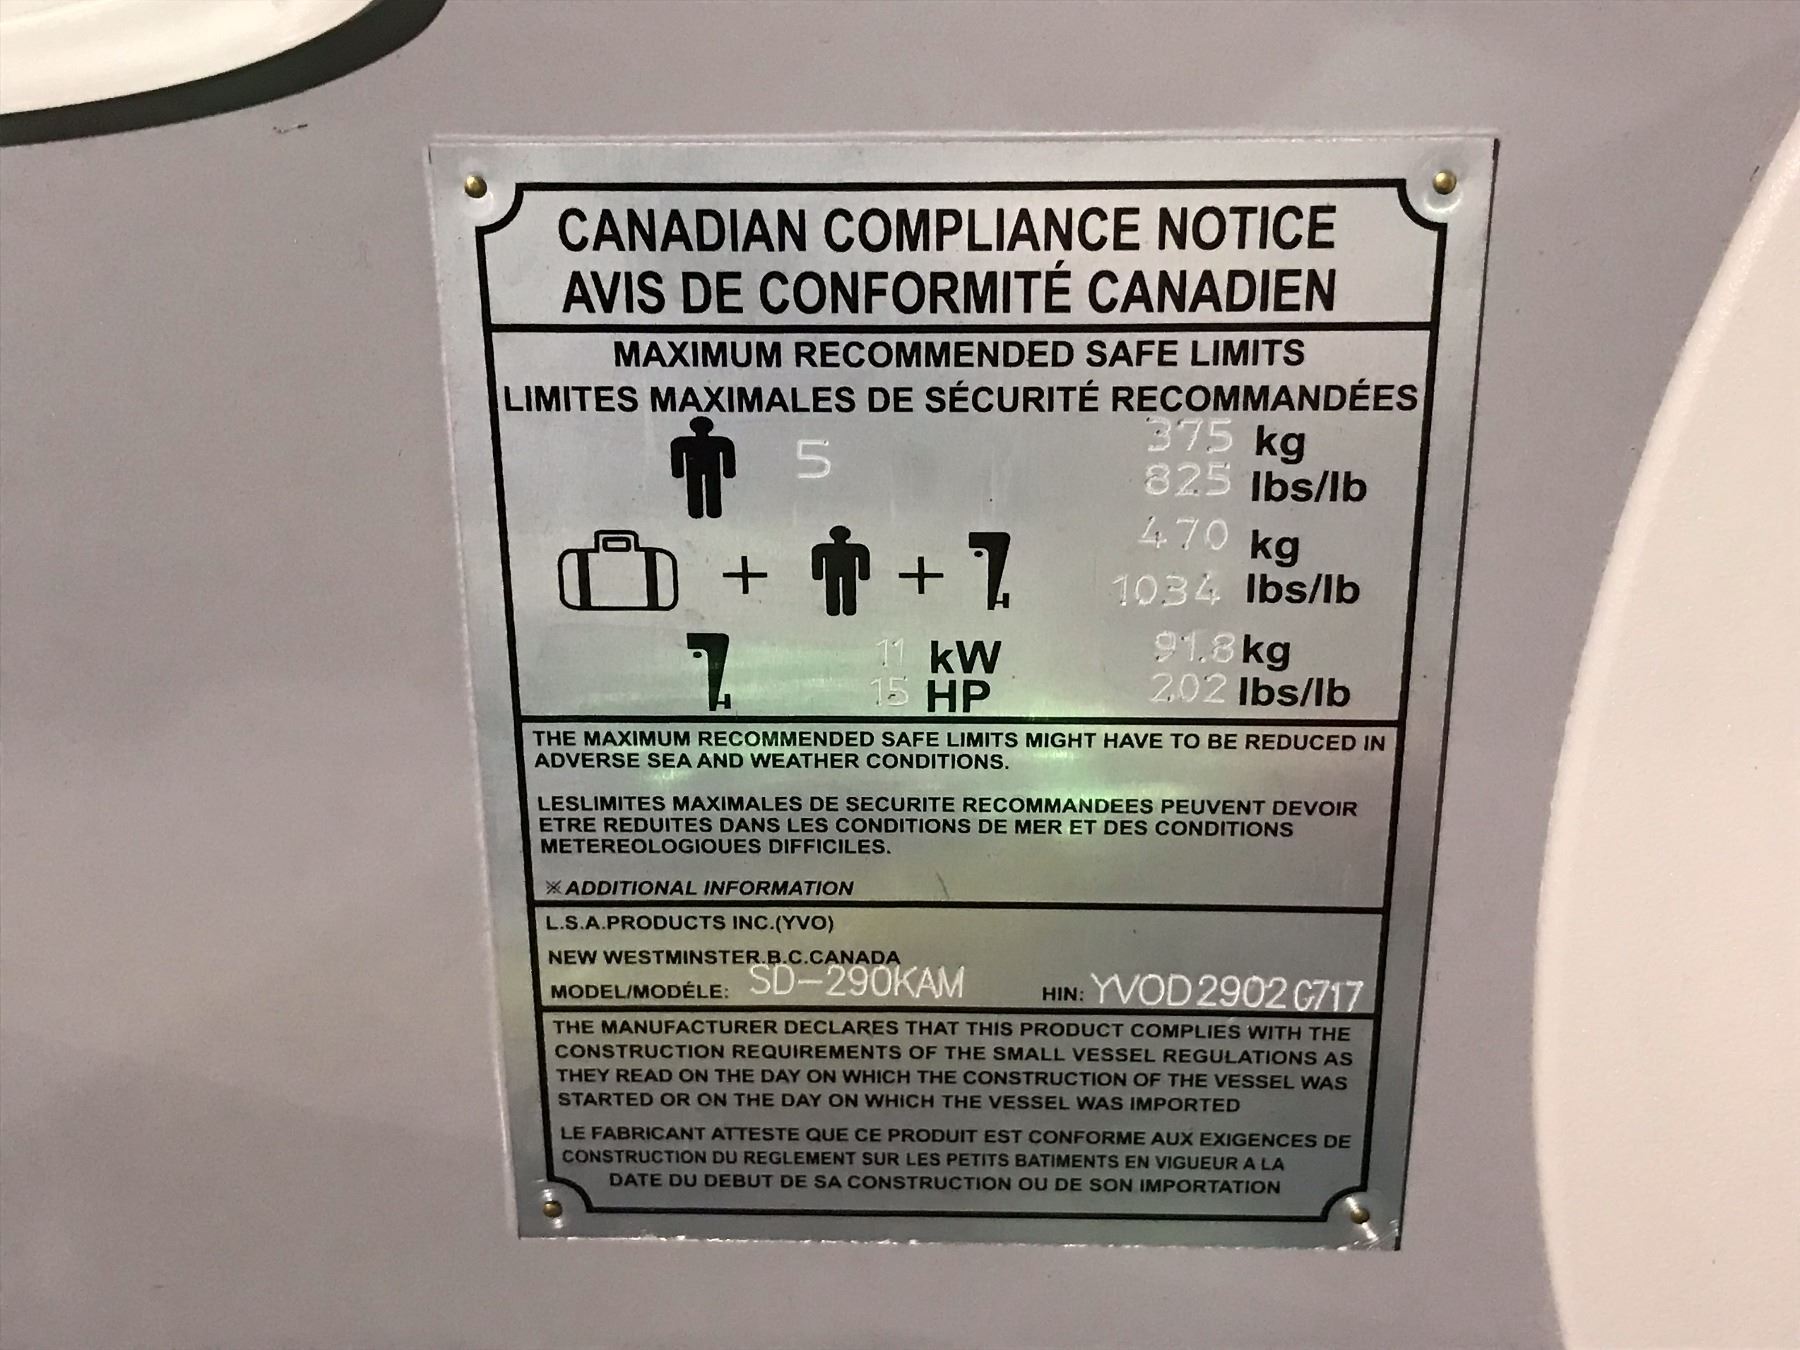 CANADIAN COMPLIANCE NOTICE
AVIS DE CONFORMITÉ CANADIEN
MAXIMUM RECOMMENDED SAFE LIMITS
LIMITES MAXIMALES DE SÉCURITÉ RECOMMANDÉES
5 375 kg
825 lbs/lb
+ + 470 kg
1034 lbs/lb
11 kW 91.8 kg
15 HP 202 lbs/lb
THE MAXIMUM RECOMMENDED SAFE LIMITS MIGHT HAVE TO BE REDUCED IN
ADVERSE SEA AND WEATHER CONDITIONS.
LESLIMITES MAXIMALES DE SECURITE RECOMMANDEES PEUVENT DEVOIR
ETRE REDUITES DANS LES CONDITIONS DE MER ET DES CONDITIONS
METEREOLOGIOUES DIFFICILES.
※ADDITIONAL INFORMATION
L.S.A.PRODUCTS INC.(YVO)
NEW WESTMINSTER.B.C.CANADA
MODEL/MODÉLE: SD-290KAM HIN: YVOD2902G717
THE MANUFACTURER DECLARES THAT THIS PRODUCT COMPLIES WITH THE
CONSTRUCTION REQUIREMENTS OF THE SMALL VESSEL REGULATIONS AS
THEY READ ON THE DAY ON WHICH THE CONSTRUCTION OF THE VESSEL WAS
STARTED OR ON THE DAY ON WHICH THE VESSEL WAS IMPORTED
LE FABRICANT ATTESTE QUE CE PRODUIT EST CONFORME AUX EXIGENCES DE
CONSTRUCTION DU REGLEMENT SUR LES PETITS BATIMENTS EN VIGUEUR A LA
DATE DU DEBUT DE SA CONSTRUCTION OU DE SON IMPORTATION